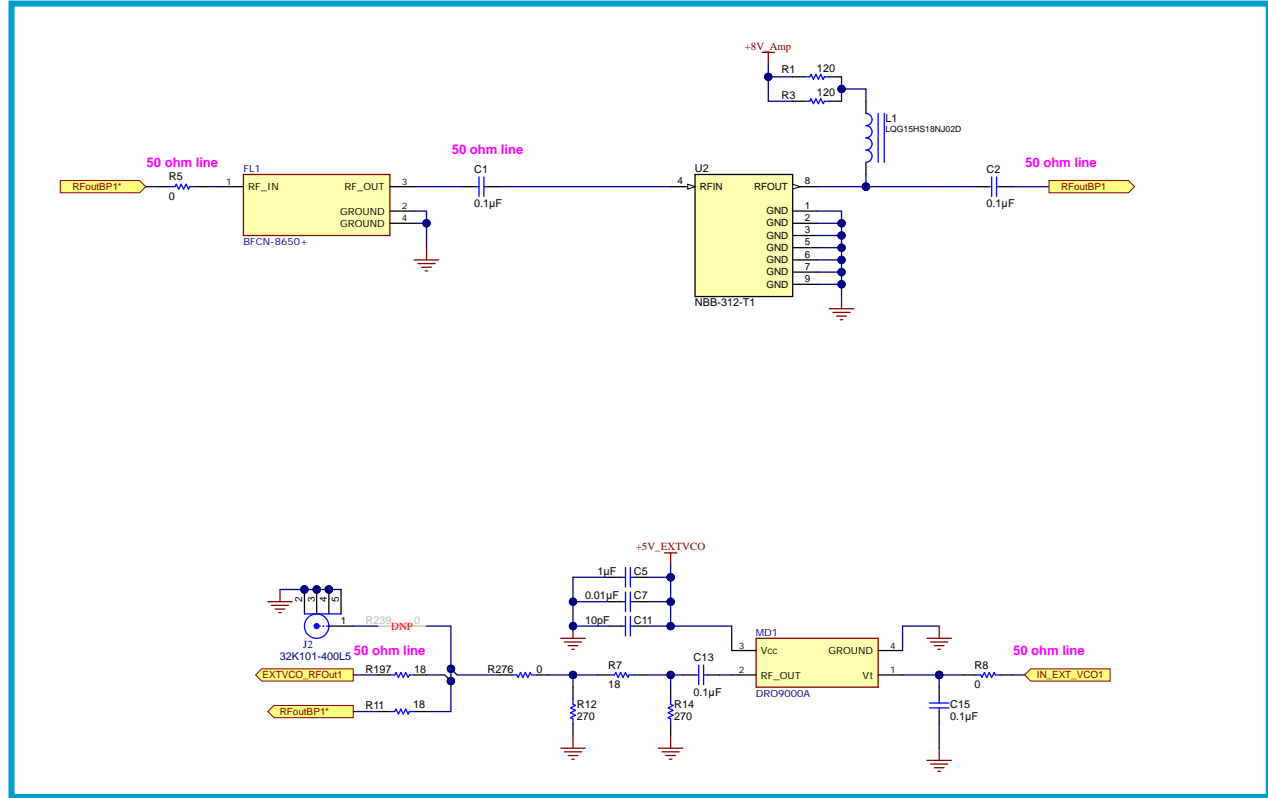 +8V_Amp
R1 120
R3 120
L1
LQG15HS18NJ02D
50 ohm line
50 ohm line
50 ohm line
RFoutBP1*
R5
0
FL1
1
RF_IN
RF_OUT
3
GROUND
2
GROUND
4
BFCN-8650+
C1
0.1µF
U2
4
RFIN
RFOUT
8
GND
1
GND
2
GND
3
GND
5
GND
6
GND
7
GND
9
NBB-312-T1
C2
0.1µF
RFoutBP1
+5V_EXTVCO
1µF C5
0.01µF C7
10pF C11
2
3
4
5
1
R239 0
DNP
J2
32K101-400L5
50 ohm line
EXTVCO_RFOut1
R197 18
RFoutBP1*
R11 18
R276 0
R7
18
R12
270
R14
270
C13
0.1µF
MD1
3
Vcc
GROUND
4
2
RF_OUT
Vt
1
DRO9000A
C15
0.1µF
50 ohm line
R8
0
IN_EXT_VCO1